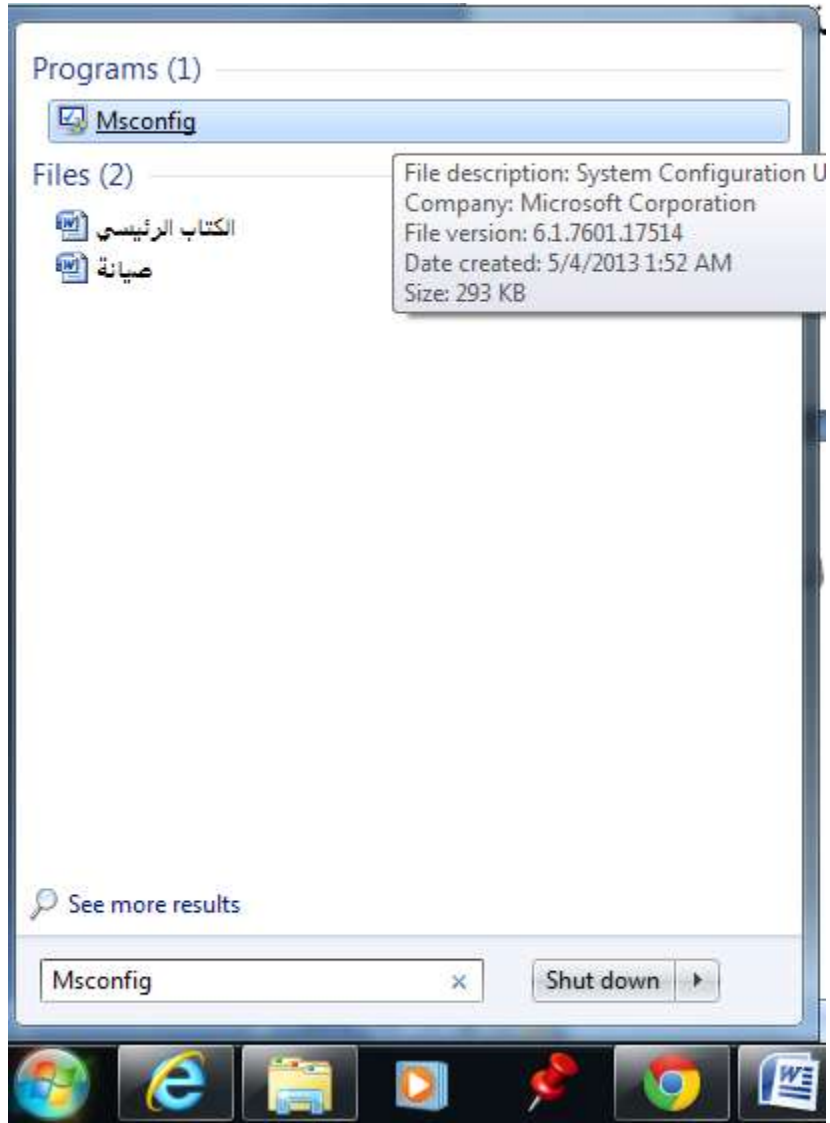 Programs (1)
Msconfig
Files (2)
الكتاب الرئيسي
صيانة
File description: System Configuration U
Company: Microsoft Corporation
File version: 6.1.7601.17514
Date created: 5/4/2013 1:52 AM
Size: 293 KB
See more results
Msconfig
Shut down